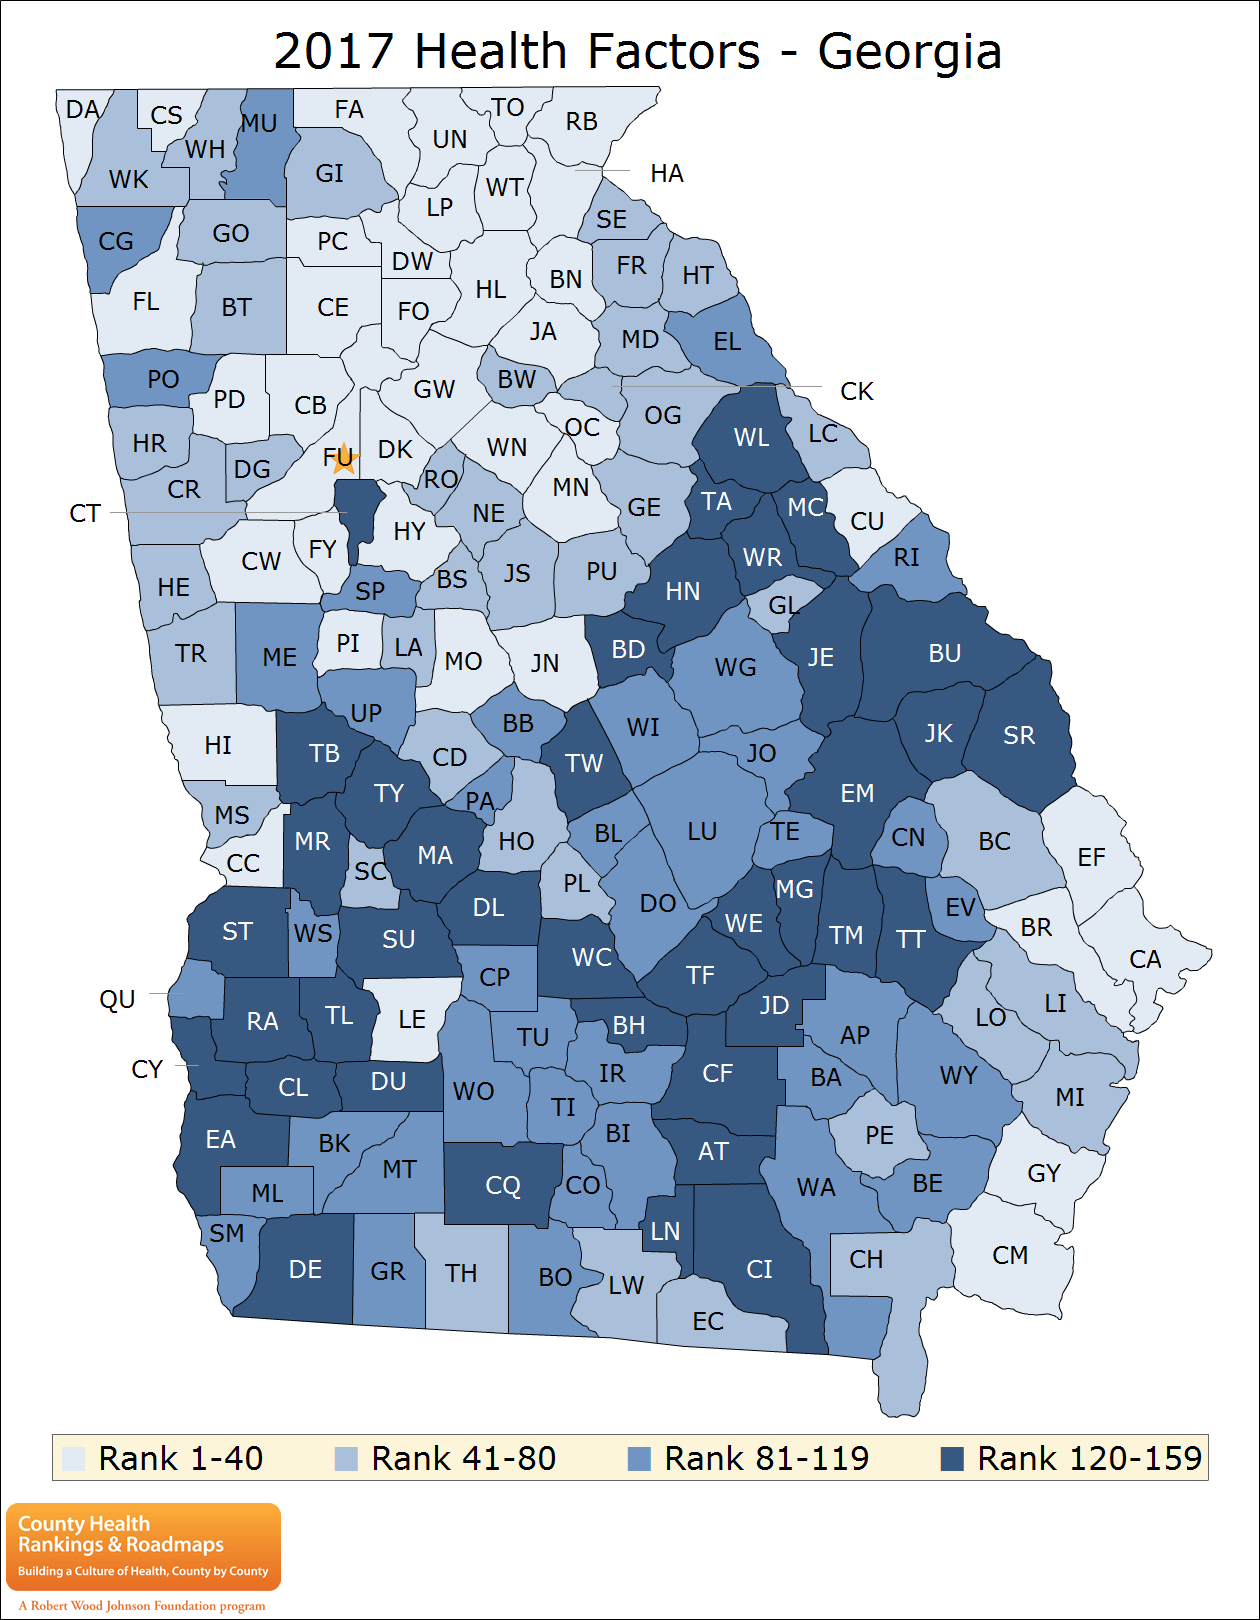 2017 Health Factors - Georgia
DA CS MU FA TO
UN RB
WH
WK GI WT HA
LP
SE
CG GO PC
DW FR HT
BN
FL BT CE HL
FO
JA MD EL
PO BW
PD GW CK
CB OC OG
HR WN WL LC
FU DK
DG RO MN
CR GE TA MC
CT NE CU
HY
CW FY WR RI
HE SP BS JS PU HN
GL
TR ME PI LA MO JN BD WG JE BU
UP BB WI
HI TB CD TW JO JK SR
TY PA EM
MS MR HO BL LU TE CN BC
CC SC MA EF
PL MG
ST WS SU DL DO WE TM TT EV BR
WC CA
CP TF
QU JD
RA TL LE BH LO LI
TU AP
CY CL DU WO IR CF BA WY MI
TI
EA BK BI AT PE
MT
ML CQ CO WA BE GY
SM LN
DE GR TH BO CI CH CM
LW
EC
Rank 1-40 Rank 41-80 Rank 81-119 Rank 120-159
County Health
Rankings & Roadmaps
Building a Culture of Health, County by County
A Robert Wood Johnson Foundation program